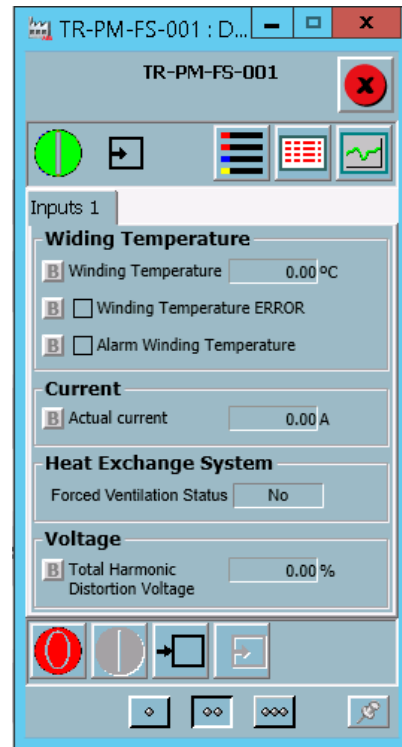 TR-PM-FS-001 : D...
TR-PM-FS-001
Inputs 1
Widing Temperature
B Winding Temperature 0.00 ºC
B Winding Temperature ERROR
B Alarm Winding Temperature
Current
B Actual current 0.00 A
Heat Exchange System
Forced Ventilation Status No
Voltage
B Total Harmonic 0.00 %
Distortion Voltage